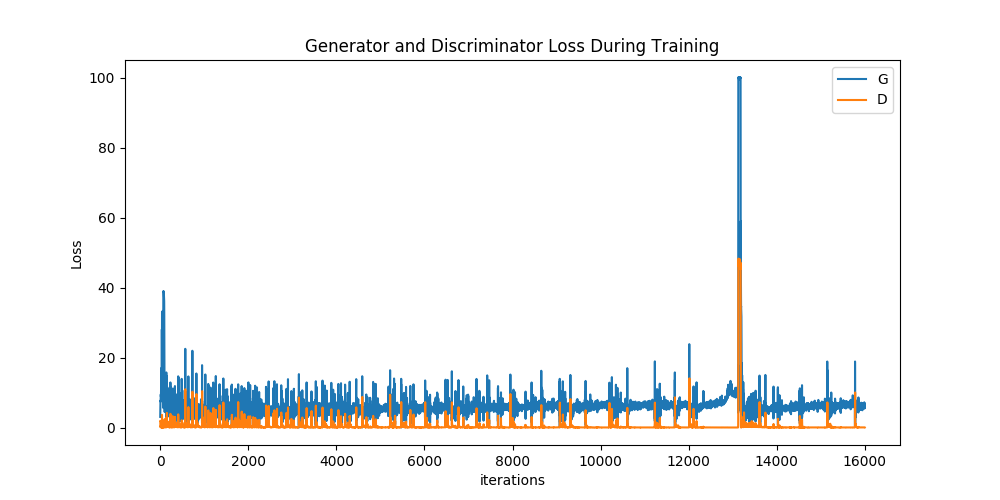 Generator and Discriminator Loss During Training
G
D
Loss
100
80
60
40
20
0
0 2000 4000 6000 8000 10000 12000 14000 16000
iterations